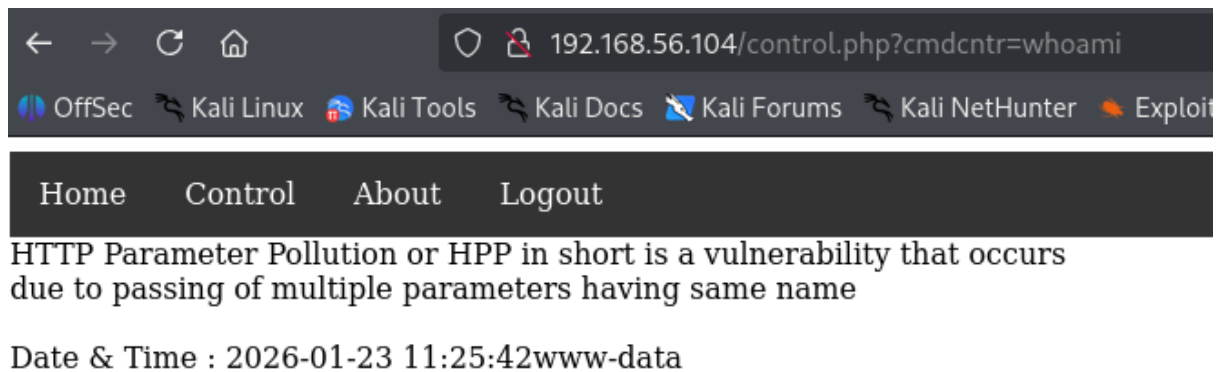 192.168.56.104/control.php?cmdcntr=whoami
OffSec Kali Linux Kali Tools Kali Docs Kali Forums Kali NetHunter Exploit
Home Control About Logout
HTTP Parameter Pollution or HPP in short is a vulnerability that occurs
due to passing of multiple parameters having same name
Date & Time : 2026-01-23 11:25:42www-data